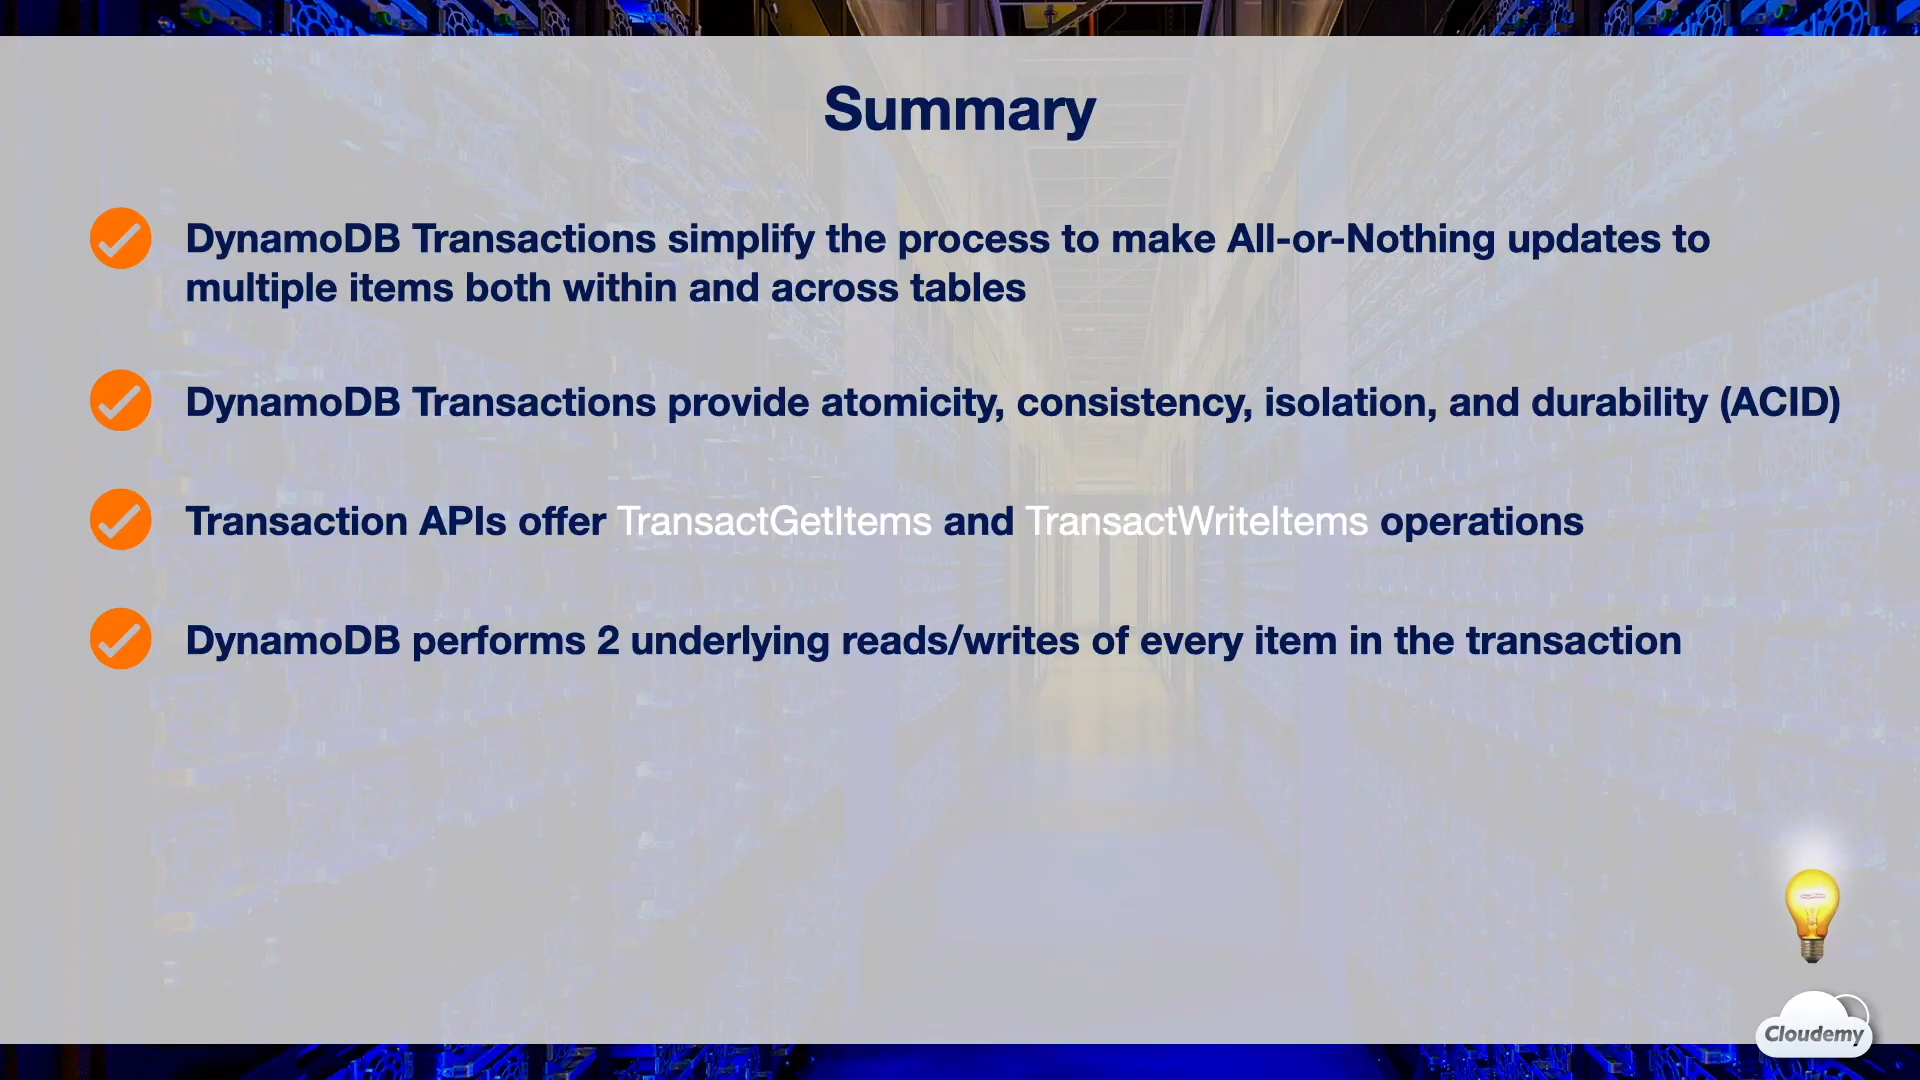 Summary
DynamoDB Transactions simplify the process to make All-or-Nothing updates to
multiple items both within and across tables
DynamoDB Transactions provide atomicity, consistency, isolation, and durability (ACID)
Transaction APIs offer TransactGetItems and TransactWriteItems operations
DynamoDB performs 2 underlying reads/writes of every item in the transaction
Cloudemy